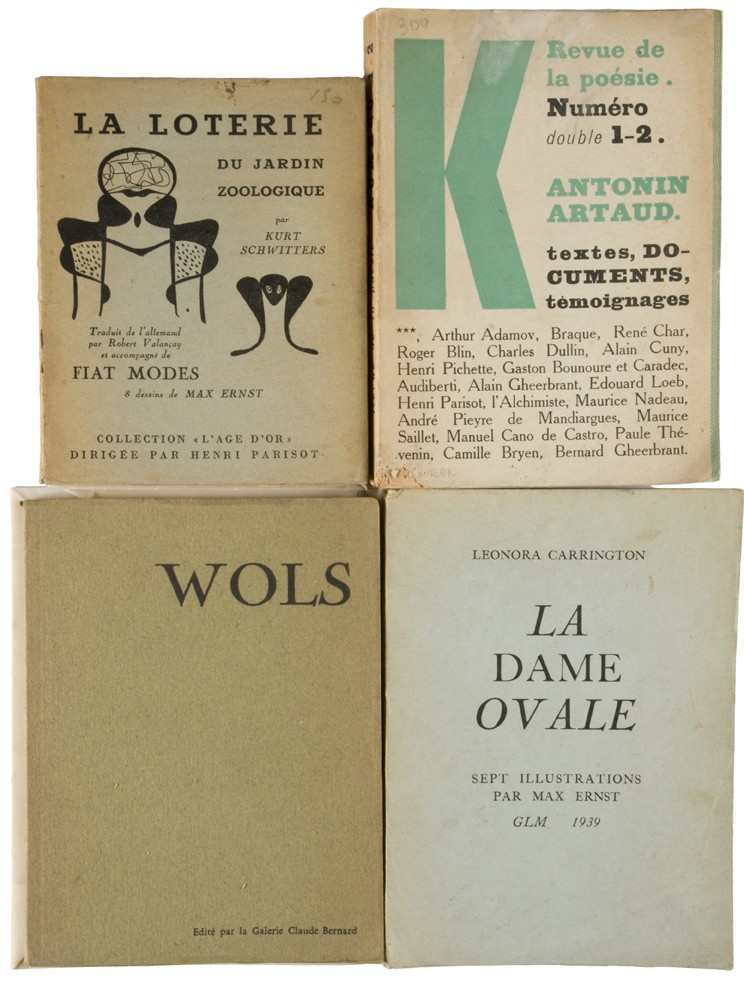 150
LA LOTERIE
DU JARDIN
ZOOLOGIQUE
par
KURT
SCHWITTERS
Traduit de l'allemand
par Robert Valançay
et accompagné de
FIAT MODES
8 dessins de MAX ERNST
COLLECTION «L'AGE D'OR»
DIRIGÉE PAR HENRI PARISOT
300
K
Revue de
la poésie.
Numéro
double 1-2.
ANTONIN
ARTAUD.
textes, DO-
CUMENTS,
témoignages
***, Arthur Adamov, Braque, René Char,
Roger Blin, Charles Dullin, Alain Cuny,
Henri Pichette, Gaston Bounoure et Caradec,
Audiberti, Alain Gheerbrant, Edouard Loeb,
Henri Parisot, l'Alchimiste, Maurice Nadeau,
André Pieyre de Mandiargues, Maurice
Saillet, Manuel Cano de Castro, Paule Thé-
venin, Camille Bryen, Bernard Gheerbrant.
WOLS
Edité par la Galerie Claude Bernard
LEONORA CARRINGTON
LA
DAME
OVALE
SEPT ILLUSTRATIONS
PAR MAX ERNST
GLM 1939